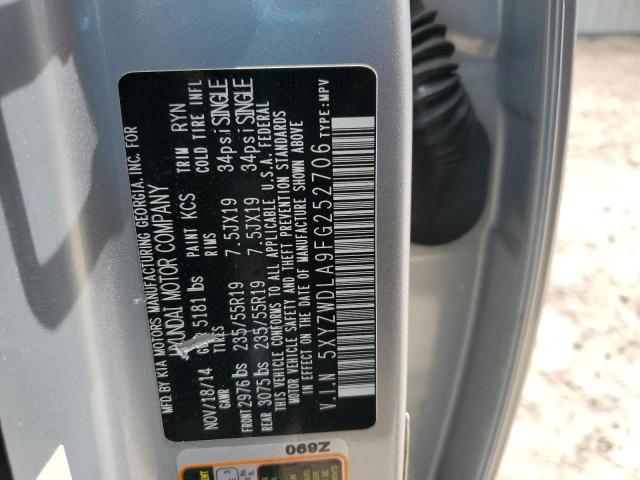 MFD BY KIA MOTORS MANUFACTURING GEORGIA, INC. FOR
HYUNDAI MOTOR COMPANY
NOV/18/14 5181 lbs PAINT KCS TRIM RYN
GAWR TIRES RIMS COLD TIRE INFL
FRONT 2976 lbs 235/55R19 7.5JX19 34psi SINGLE
REAR 3075 lbs 235/55R19 7.5JX19 34psi SINGLE
THIS VEHICLE CONFORMS TO ALL APPLICABLE U.S.A. FEDERAL
MOTOR VEHICLE SAFETY AND THEFT PREVENTION STANDARDS
IN EFFECT ON THE DATE OF MANUFACTURE SHOWN ABOVE
V.I.N 5XYZWDLA9FG252706 TYPE:MPV
Z690